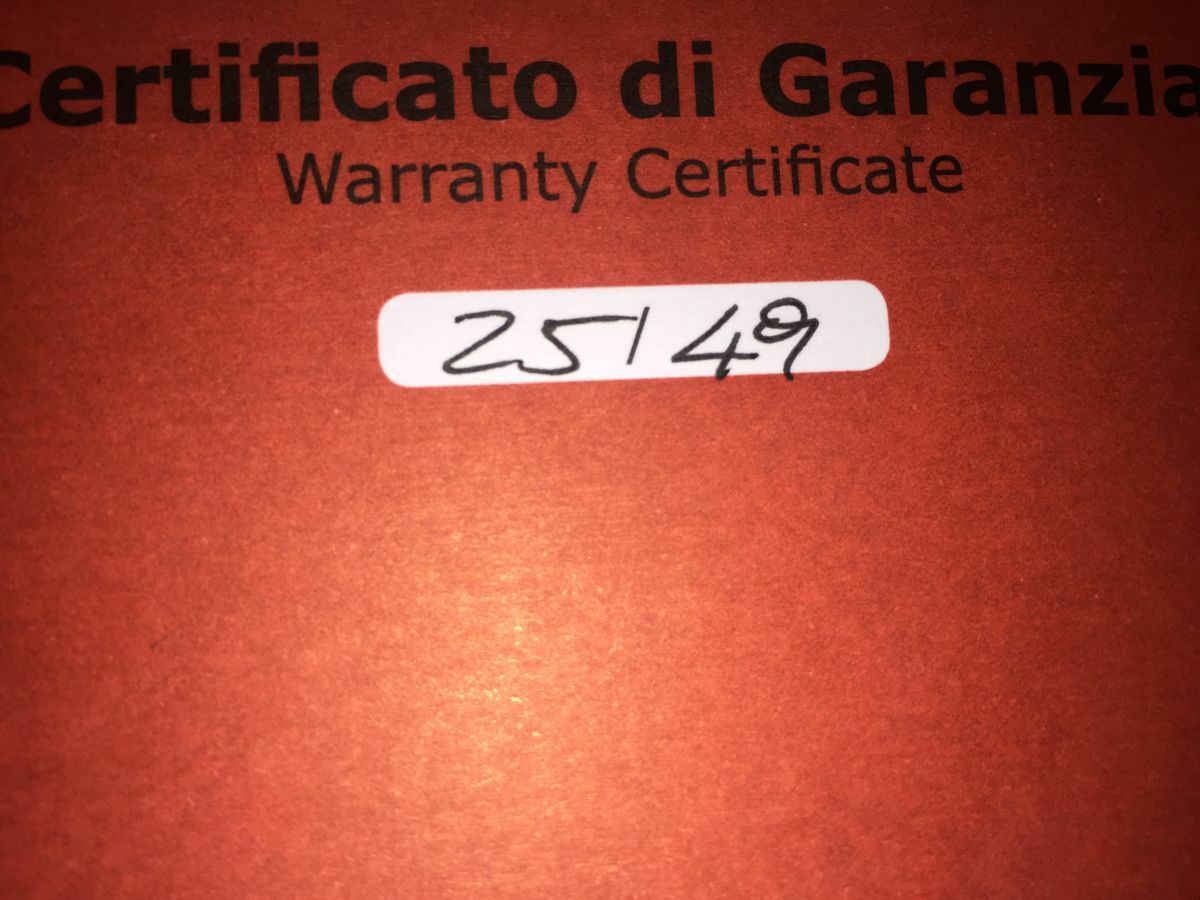 Certificato di Garanzia
Warranty Certificate
25149